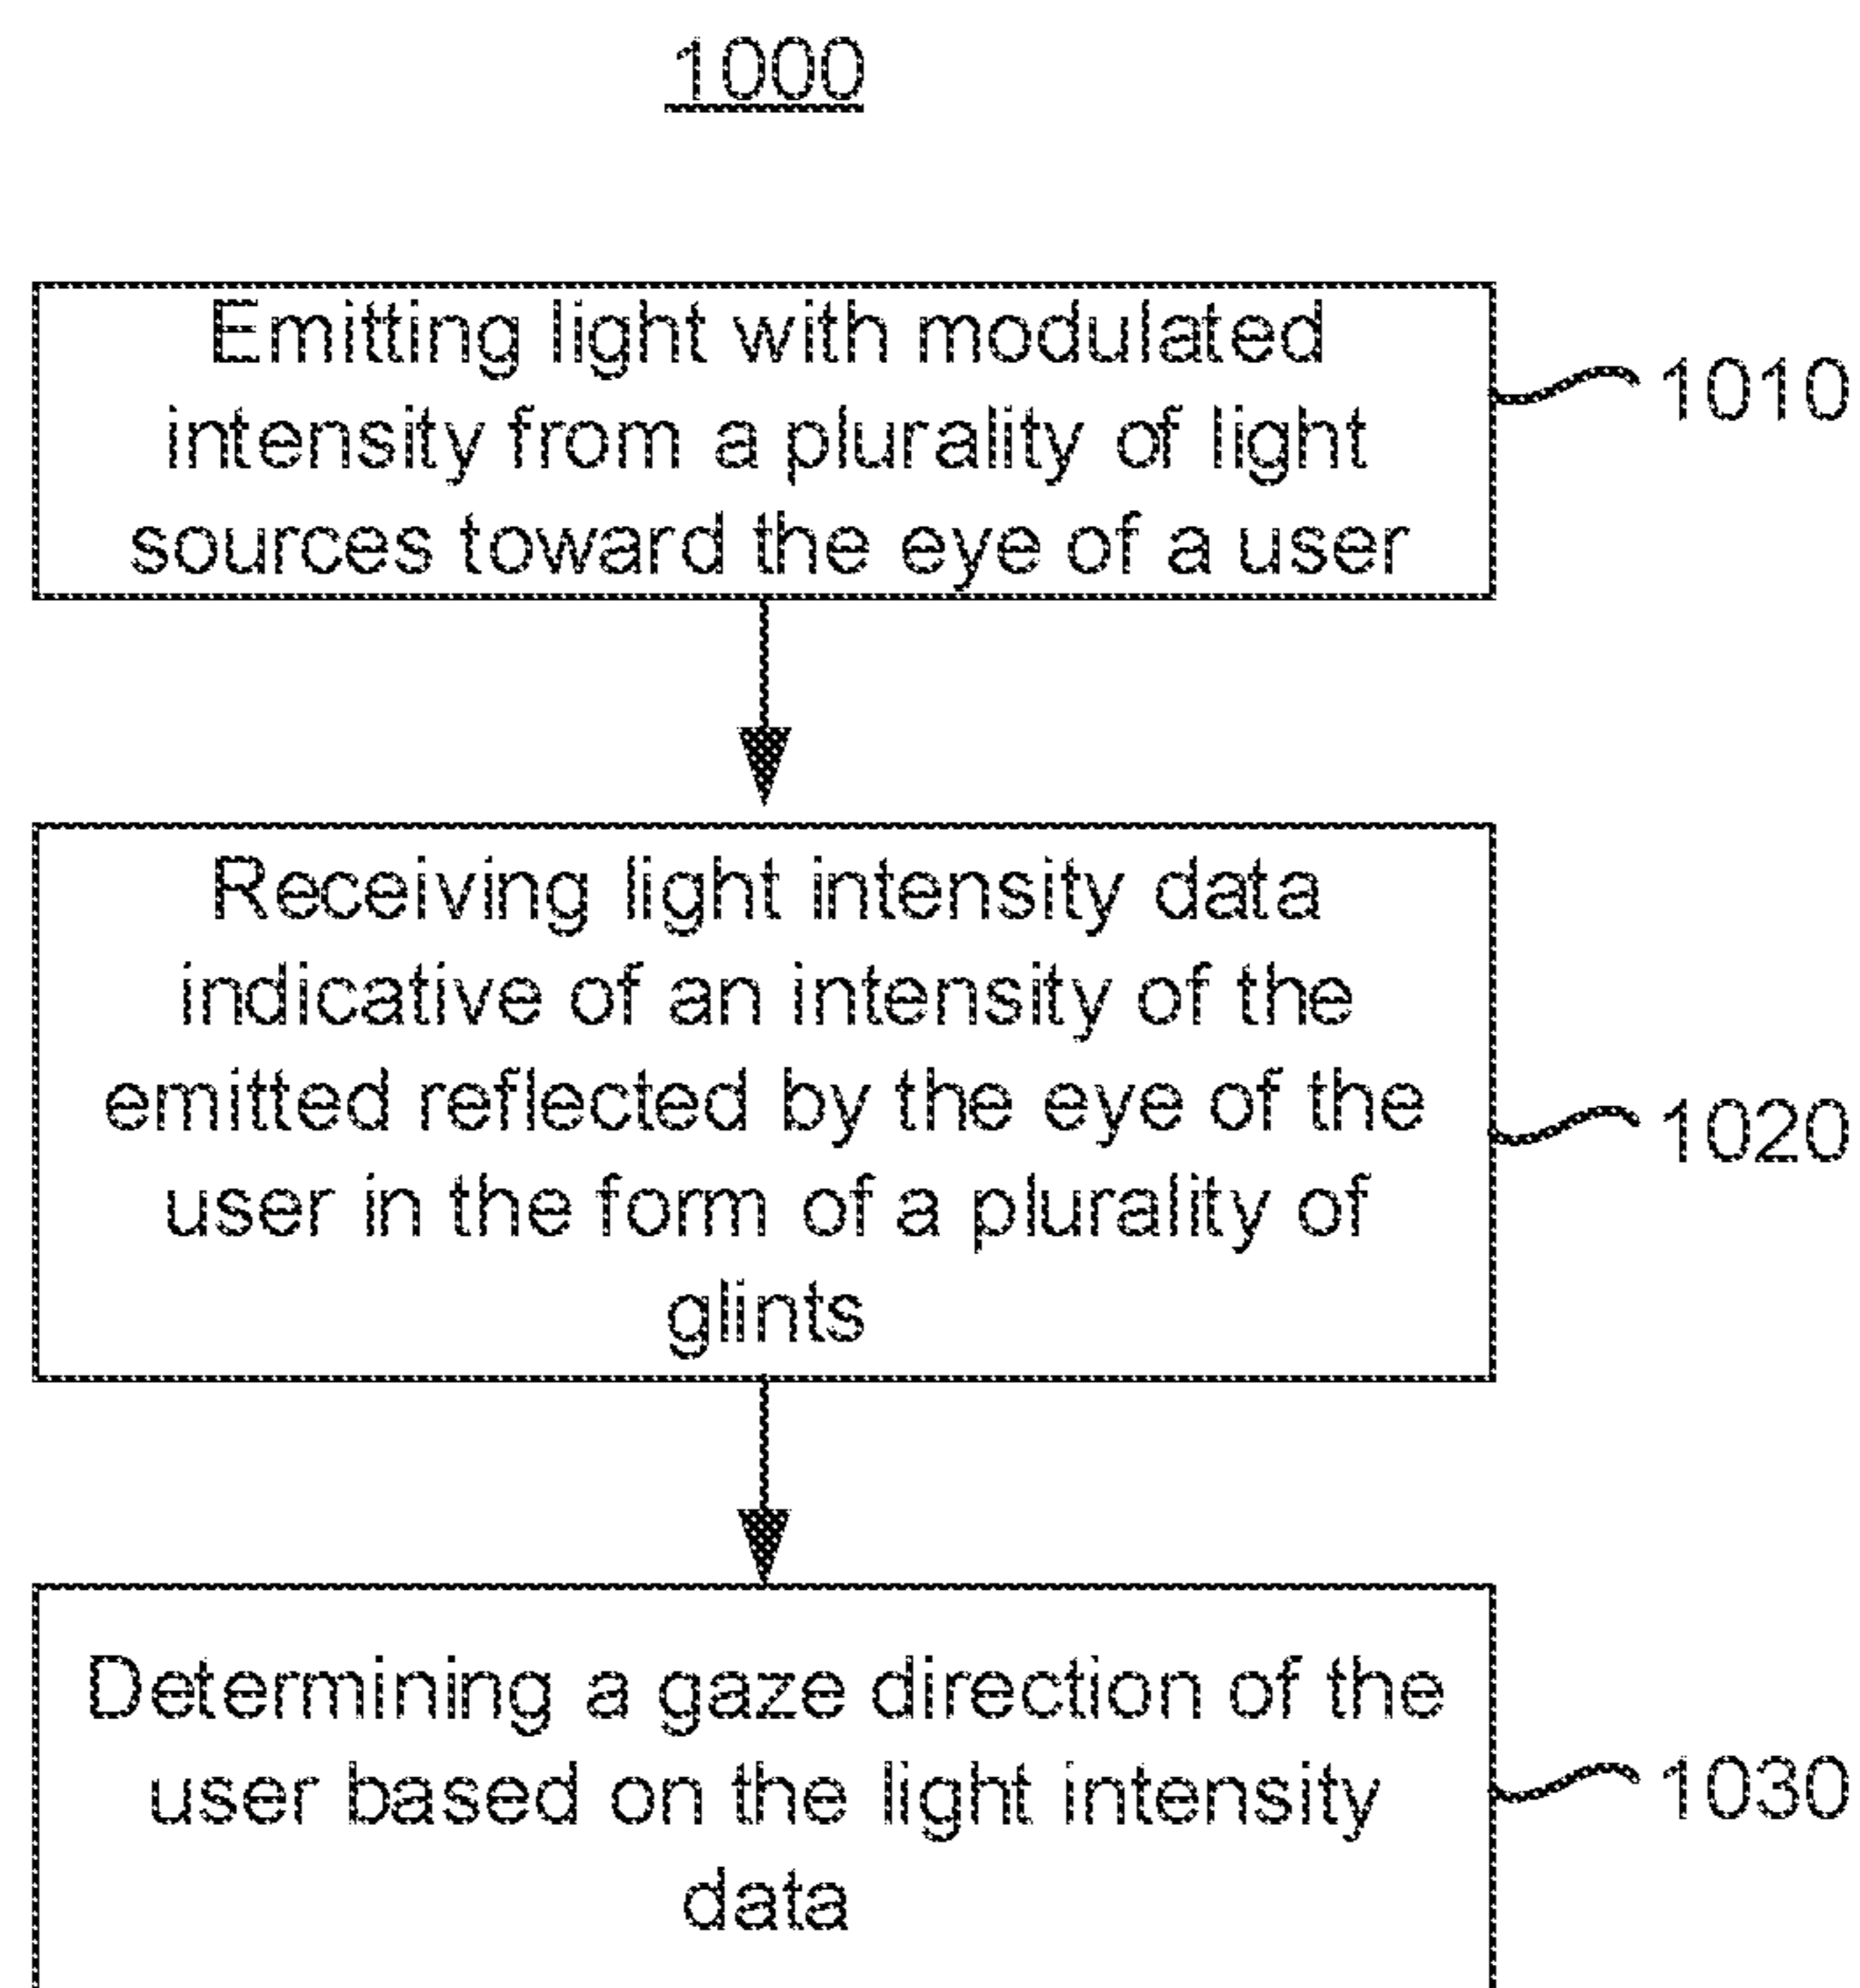 1000
Emitting light with modulated
intensity from a plurality of light
sources toward the eye of a user
1010
Receiving light intensity data
indicative of an intensity of the
emitted reflected by the eye of the
user in the form of a plurality of
glints
1020
Determining a gaze direction of the
user based on the light intensity
data
1030